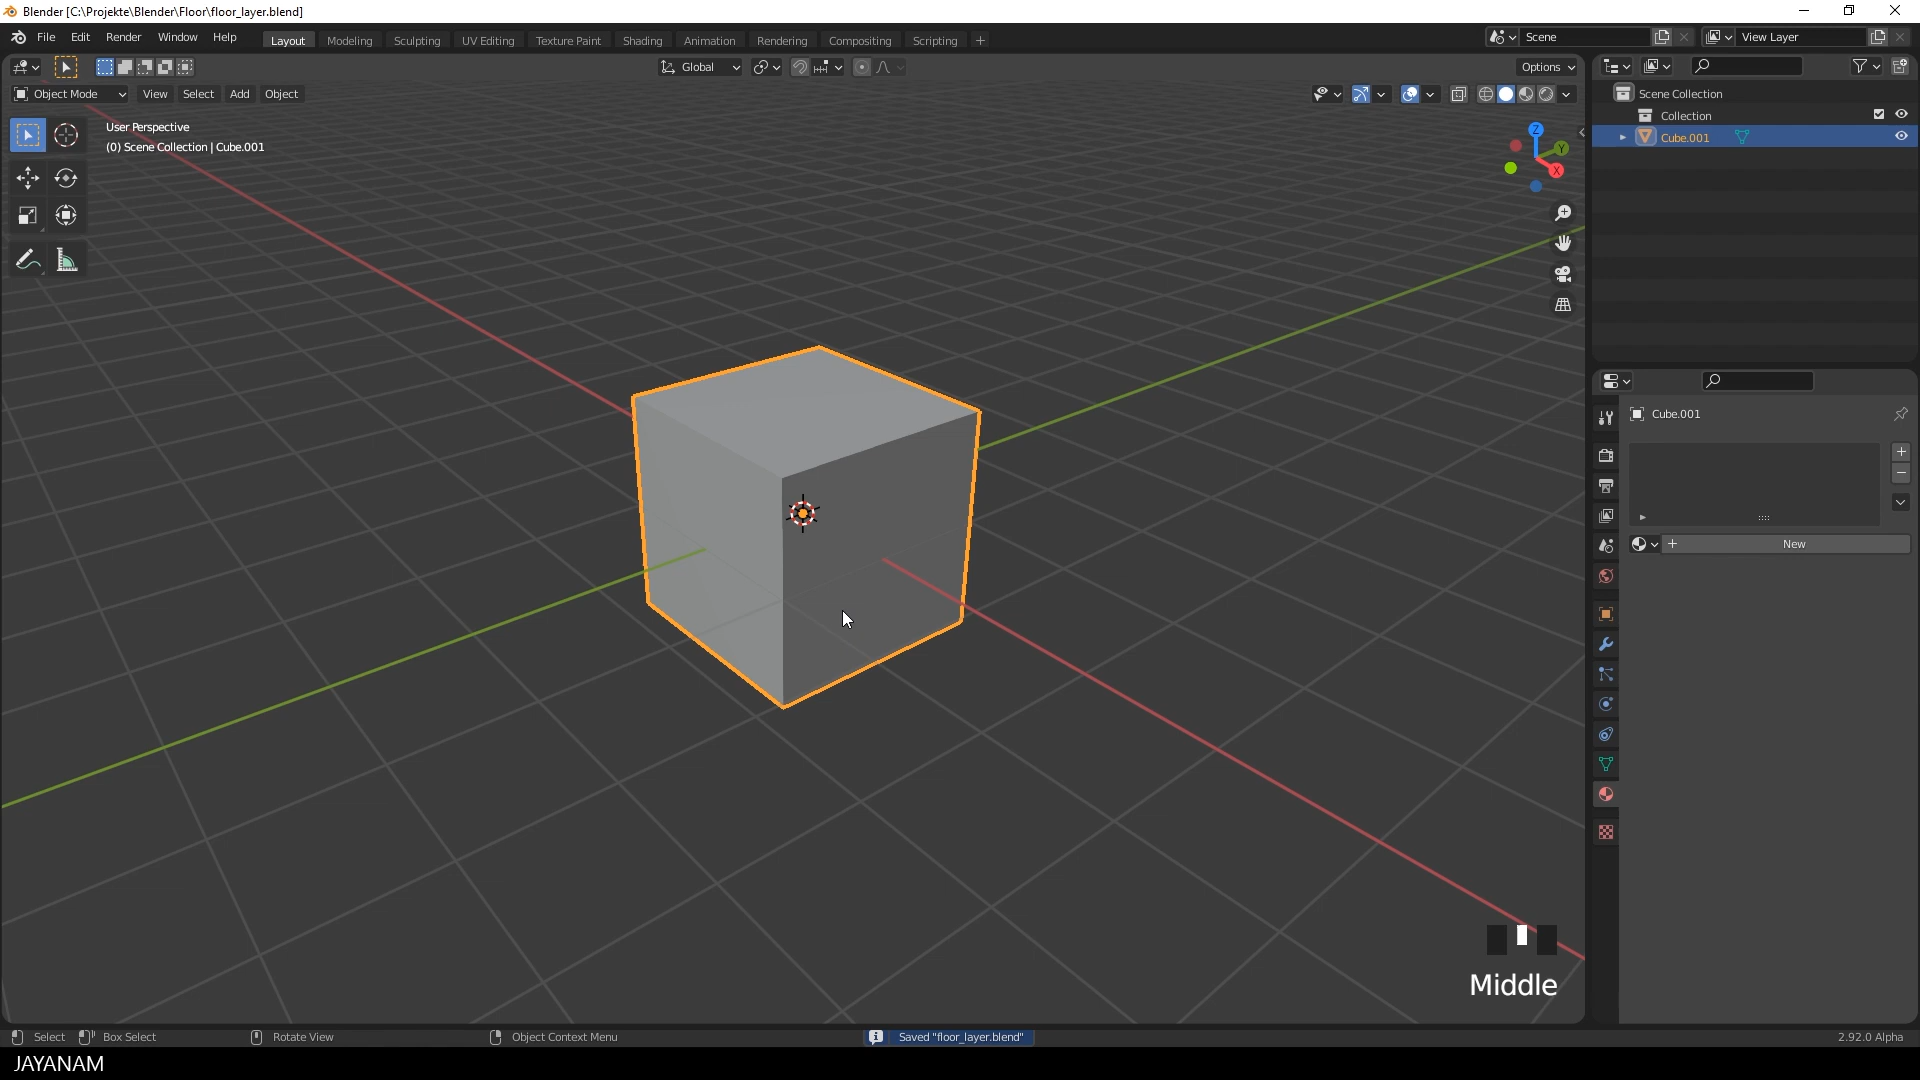 Blender [C:\Projekte\Blender\Floor\floor_layer.blend]
File Edit Render Window Help Layout Modeling Sculpting UV Editing Texture Paint Shading Animation Rendering Compositing Scripting + Scene View Layer
Global Options
Object Mode View Select Add Object
User Perspective
(0) Scene Collection | Cube.001
Z
Y
X
Scene Collection
Collection
Cube.001
Cube.001
New
Middle
Select Box Select Rotate View Object Context Menu Saved "floor_layer.blend" 2.92.0 Alpha
JAYANAM